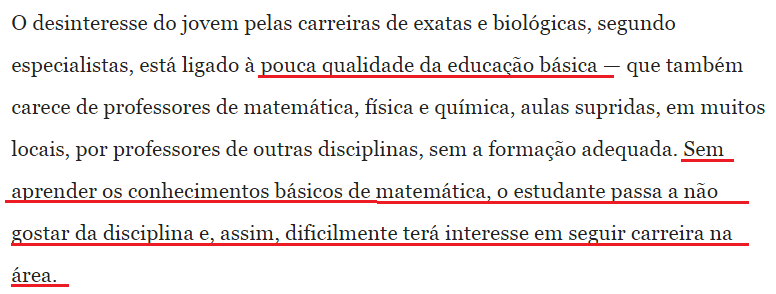 O desinteresse do jovem pelas carreiras de exatas e biológicas, segundo
especialistas, está ligado à pouca qualidade da educação básica — que também
carece de professores de matemática, física e química, aulas supridas, em muitos
locais, por professores de outras disciplinas, sem a formação adequada. Sem
aprender os conhecimentos básicos de matemática, o estudante passa a não
gostar da disciplina e, assim, dificilmente terá interesse em seguir carreira na
área.